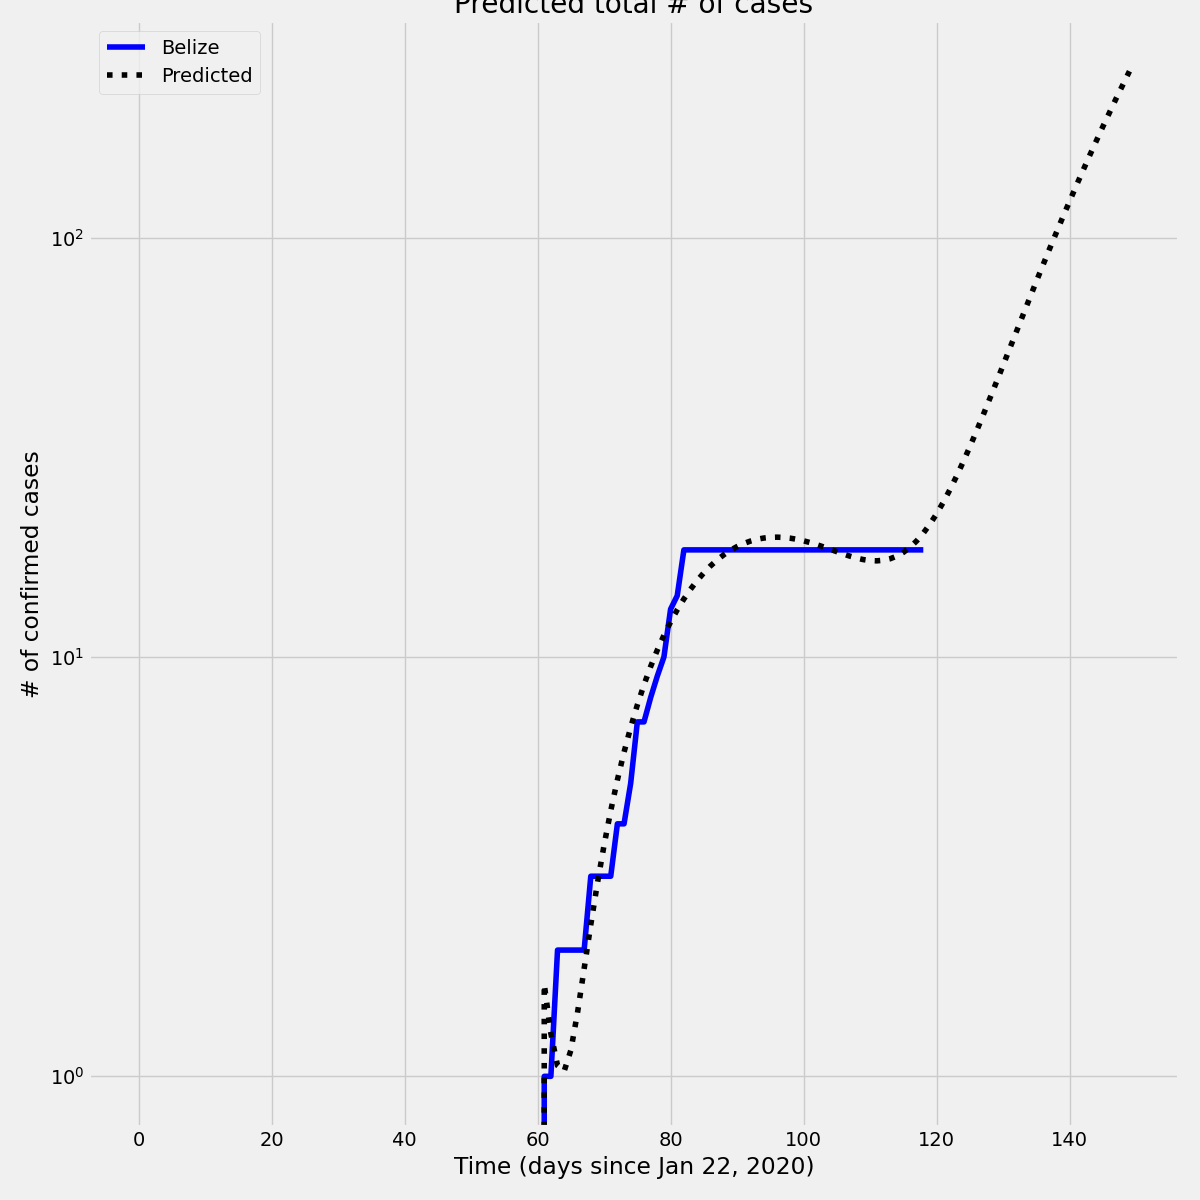 Predicted total # of cases
Belize
Predicted
10²
10¹
10⁰
# of confirmed cases
0 20 40 60 80 100 120 140
Time (days since Jan 22, 2020)